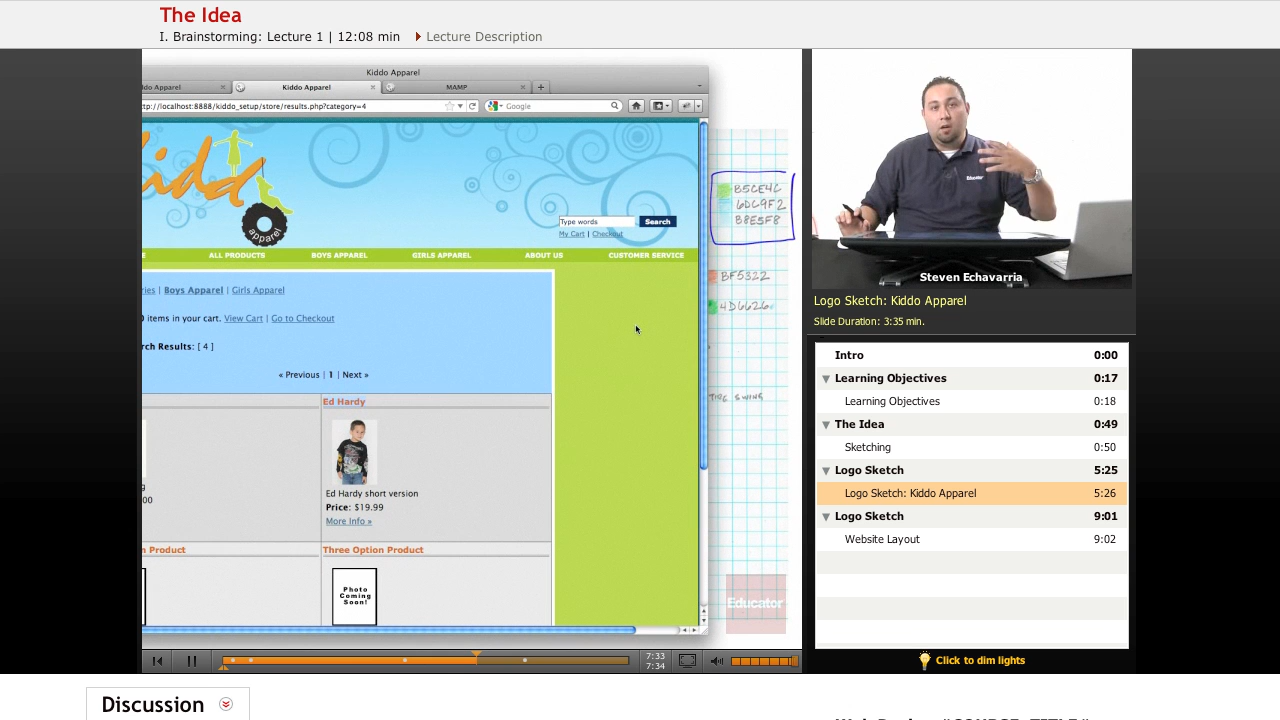 The Idea
I. Brainstorming: Lecture 1 | 12:08 min Lecture Description
Kiddo Apparel
Kiddo Apparel MAMP
localhost:8888/kiddo_setup/store/results.php?category=4 Google
kidd
apparel
Type words Search
My Cart | Checkout
ALL PRODUCTS BOYS APPAREL GIRLS APPAREL ABOUT US CUSTOMER SERVICE
Boys Apparel | Girls Apparel
items in your cart. View Cart | Go to Checkout
rch Results: [ 4 ]
« Previous | 1 | Next »
Ed Hardy
Ed Hardy short version
Price: $19.99
More Info »
Product Three Option Product
Photo
Coming
Soon!
B5CE4C
6DC9F2
B8E5F8
BF5322
4D6626
TIRE SWING
Educator
7:33
7:34
Steven Echavarria
Logo Sketch: Kiddo Apparel
Slide Duration: 3:35 min.
Intro 0:00
Learning Objectives 0:17
Learning Objectives 0:18
The Idea 0:49
Sketching 0:50
Logo Sketch 5:25
Logo Sketch: Kiddo Apparel 5:26
Logo Sketch 9:01
Website Layout 9:02
Click to dim lights
Discussion